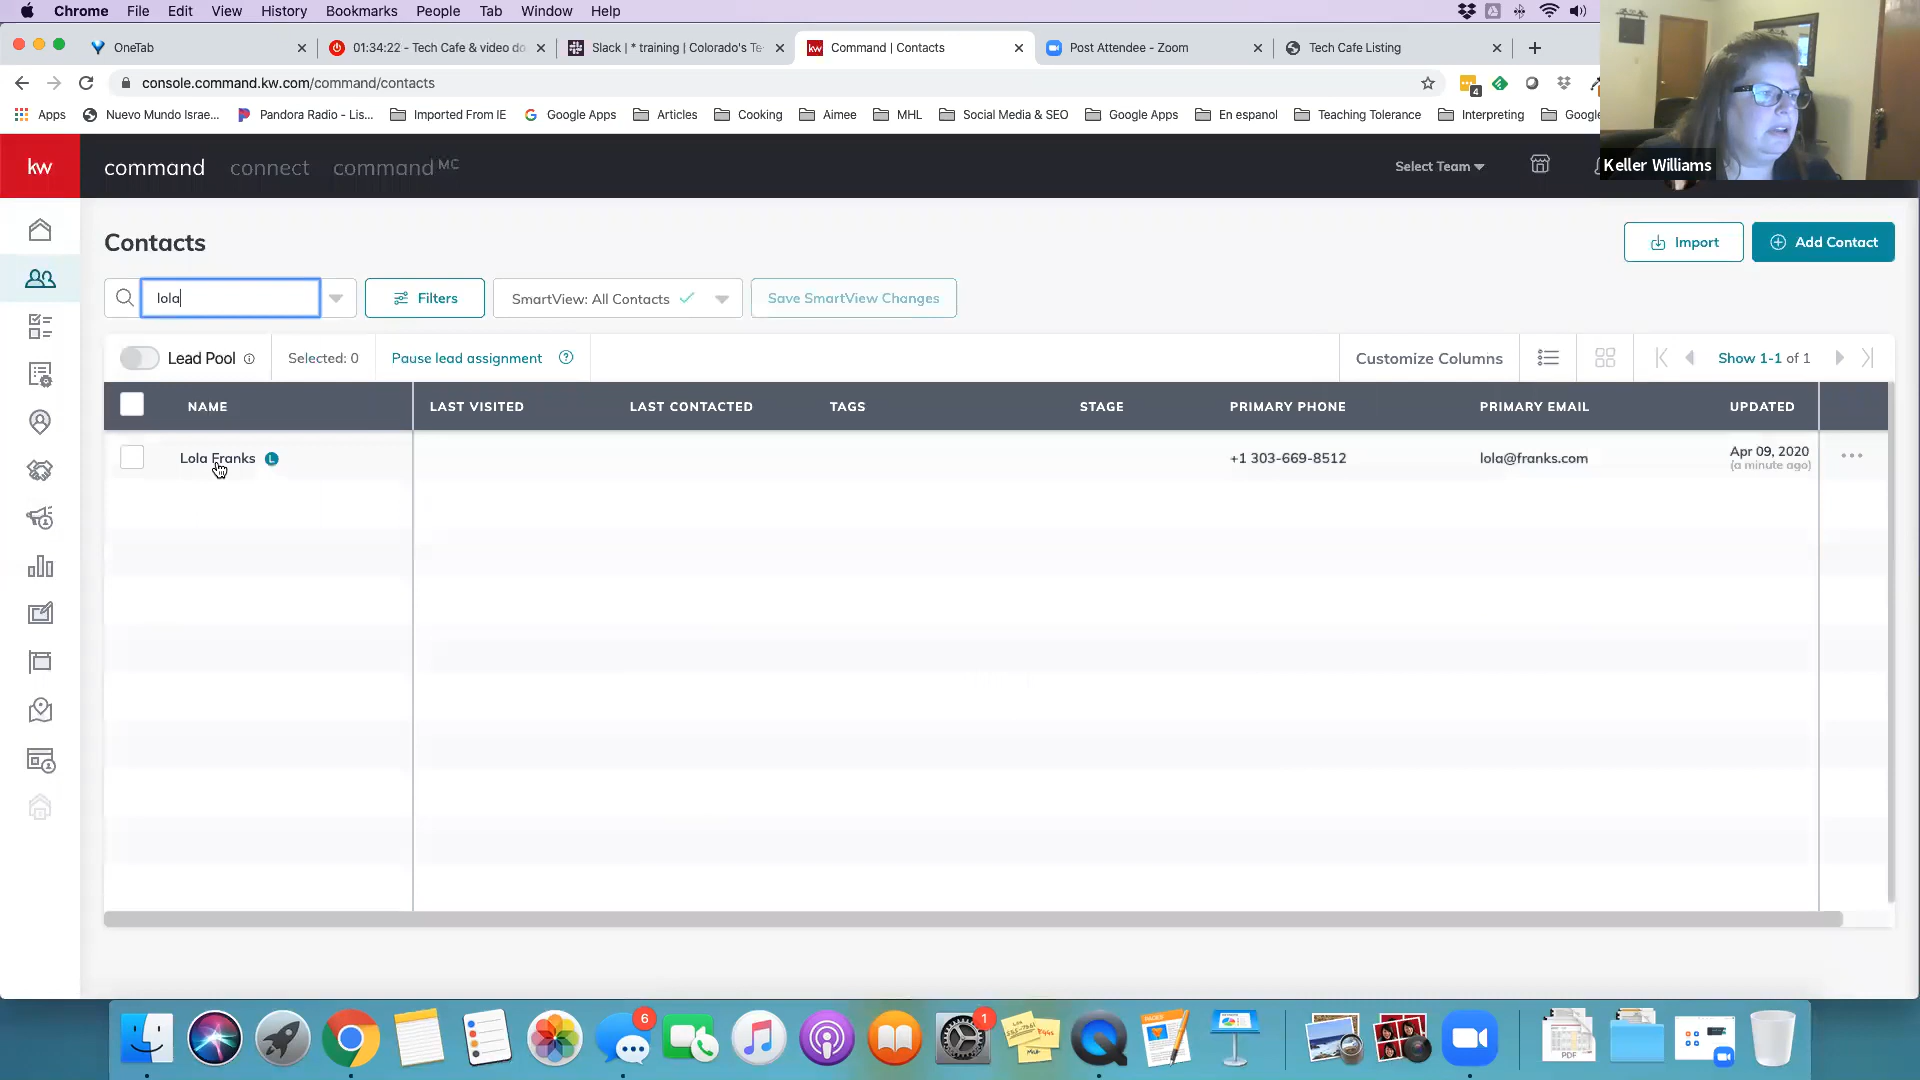 Chrome File Edit View History Bookmarks People Tab Window Help
OneTab
01:34:22 - Tech Cafe & video do
Slack | * training | Colorado's Te
Command | Contacts
Post Attendee - Zoom
Tech Cafe Listing
console.command.kw.com/command/contacts
4
Apps
Nuevo Mundo Israe...
Pandora Radio - Lis...
Imported From IE
Google Apps
Articles
Cooking
Aimee
MHL
Social Media & SEO
Google Apps
En espanol
Teaching Tolerance
Interpreting
Google
Keller Williams
kw command connect command MC
Select Team
Contacts
Import
Add Contact
lola
Filters
SmartView: All Contacts
Save SmartView Changes
Lead Pool
Selected: 0
Pause lead assignment
Customize Columns
Show 1-1 of 1
NAME LAST VISITED LAST CONTACTED TAGS STAGE PRIMARY PHONE PRIMARY EMAIL UPDATED
Lola Franks L +1 303-669-8512 lola@franks.com Apr 09, 2020
(a minute ago)
6
1
PAGES
PDF